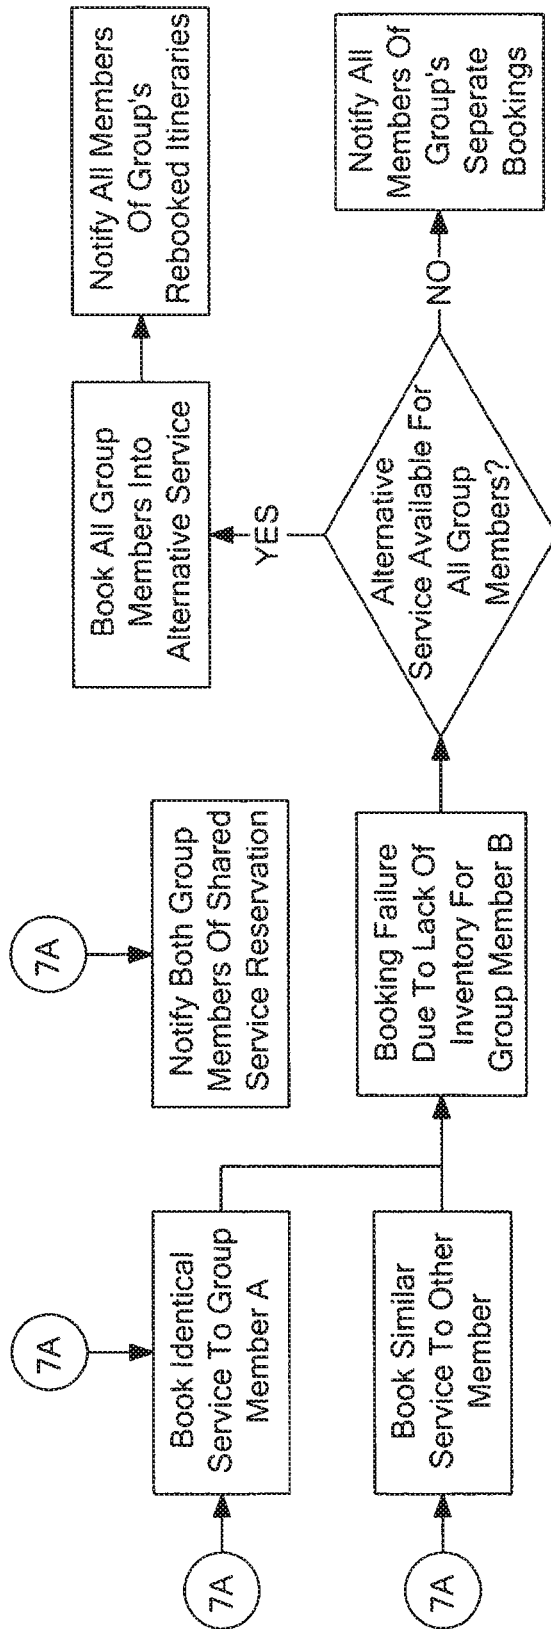 7A
Book Identical
Service To Group
Member A
7A
7A
Book Similar
Service To Other
Member
7A
Notify Both Group
Members Of Shared
Service Reservation
Booking Failure
Due To Lack Of
Inventory For
Group Member B
Alternative
Service Available For
All Group
Members?
YES
Book All Group
Members Into
Alternative Service
Notify All Members
Of Group's
Rebooked Itineraries
NO
Notify All
Members Of
Group's
Seperate
Bookings